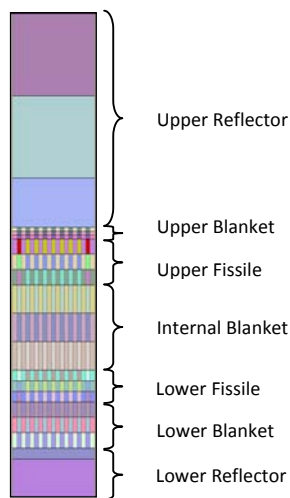 Upper Reflector
Upper Blanket
Upper Fissile
Internal Blanket
Lower Fissile
Lower Blanket
Lower Reflector